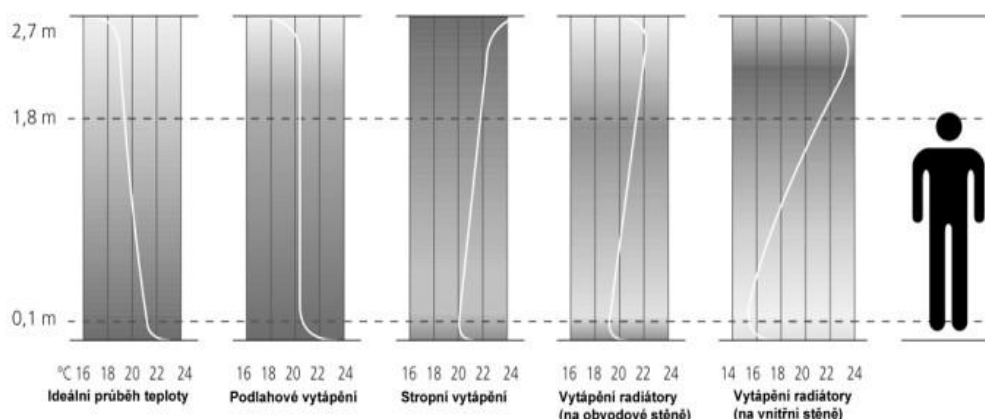 2,7 m
1,8 m
0,1 m
ºC 16 18 20 22 24
16 18 20 22 24
16 18 20 22 24
16 18 20 22 24
14 16 18 20 22 24
Ideální průběh teploty
Podlahové vytápění
Stropní vytápění
Vytápění radiátory
(na obvodové stěně)
Vytápění radiátory
(na vnitřní stěně)